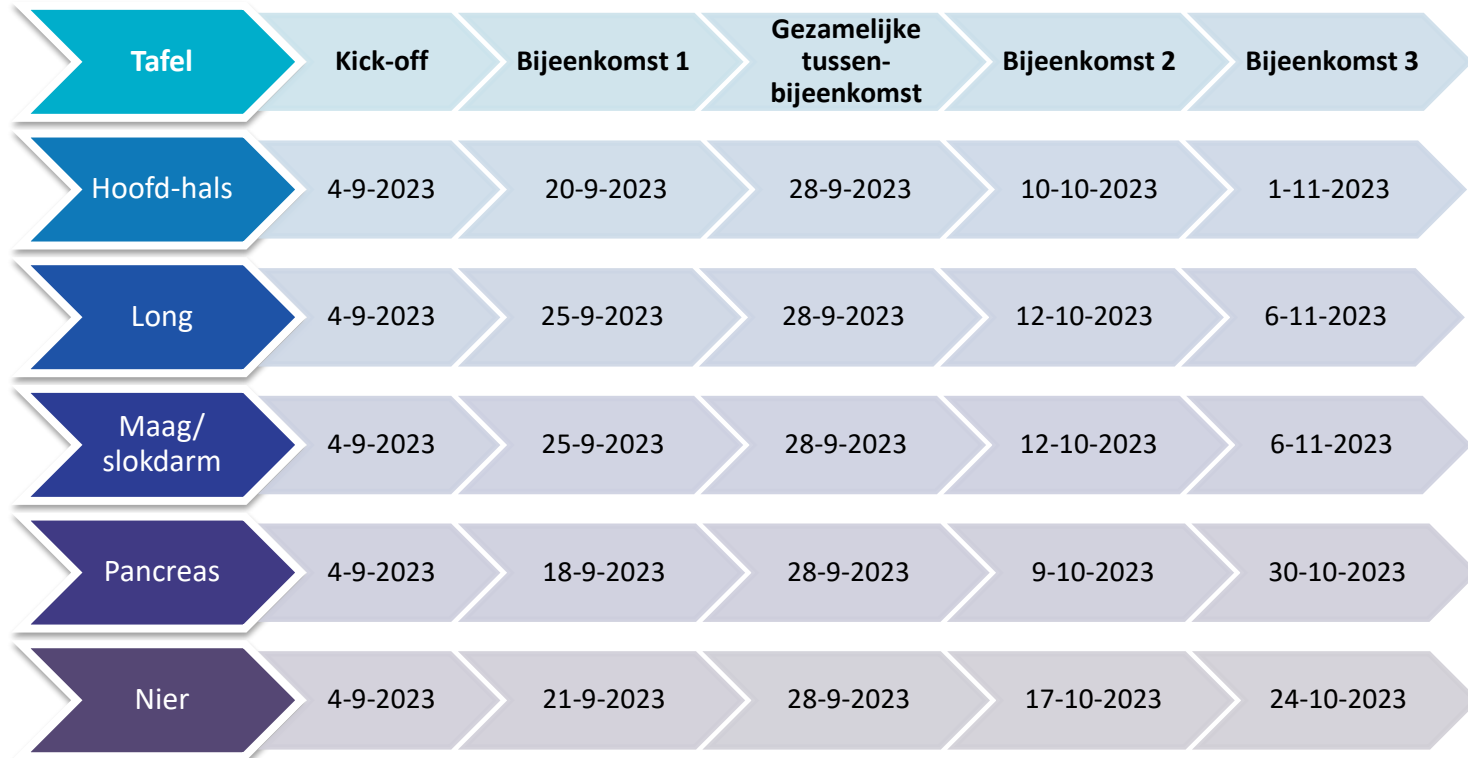 Tafel
Kick-off
Bijeenkomst 1
Gezamelijke
tussen-
bijeenkomst
Bijeenkomst 2
Bijeenkomst 3
Hoofd-hals
4-9-2023
20-9-2023
28-9-2023
10-10-2023
1-11-2023
Long
4-9-2023
25-9-2023
28-9-2023
12-10-2023
6-11-2023
Maag/
slokdarm
4-9-2023
25-9-2023
28-9-2023
12-10-2023
6-11-2023
Pancreas
4-9-2023
18-9-2023
28-9-2023
9-10-2023
30-10-2023
Nier
4-9-2023
21-9-2023
28-9-2023
17-10-2023
24-10-2023